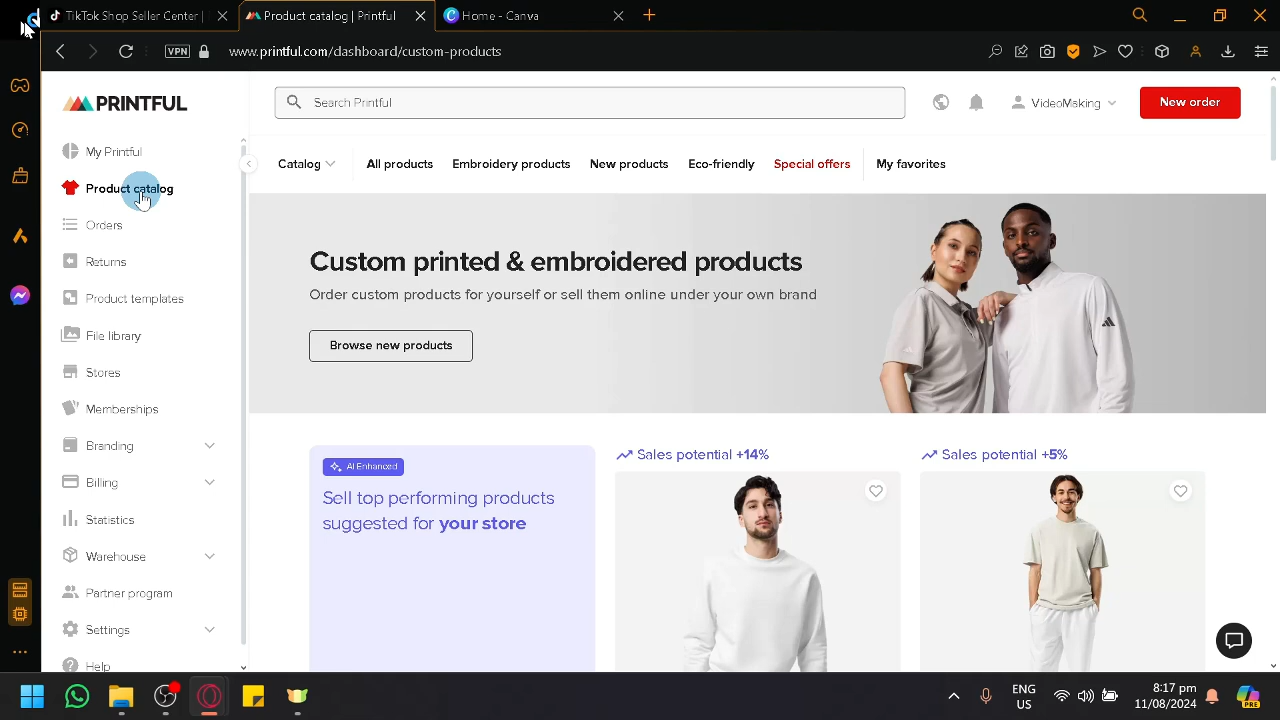 TikTok Shop Seller Center |
Product catalog | Printful
Home - Canva
VPN
www.printful.com/dashboard/custom-products
PRINTFUL
Search Printful
VideoMaking
New order
My Printful
Product catalog
Orders
Returns
Product templates
File library
Stores
Memberships
Branding
Billing
Statistics
Warehouse
Partner program
Settings
Help
Catalog
All products
Embroidery products
New products
Eco-friendly
Special offers
My favorites
Custom printed & embroidered products
Order custom products for yourself or sell them online under your own brand
Browse new products
AI Enhanced
Sell top performing products
suggested for your store
Sales potential +14%
Sales potential +5%
ENG
US
8:17 pm
11/08/2024
PRE